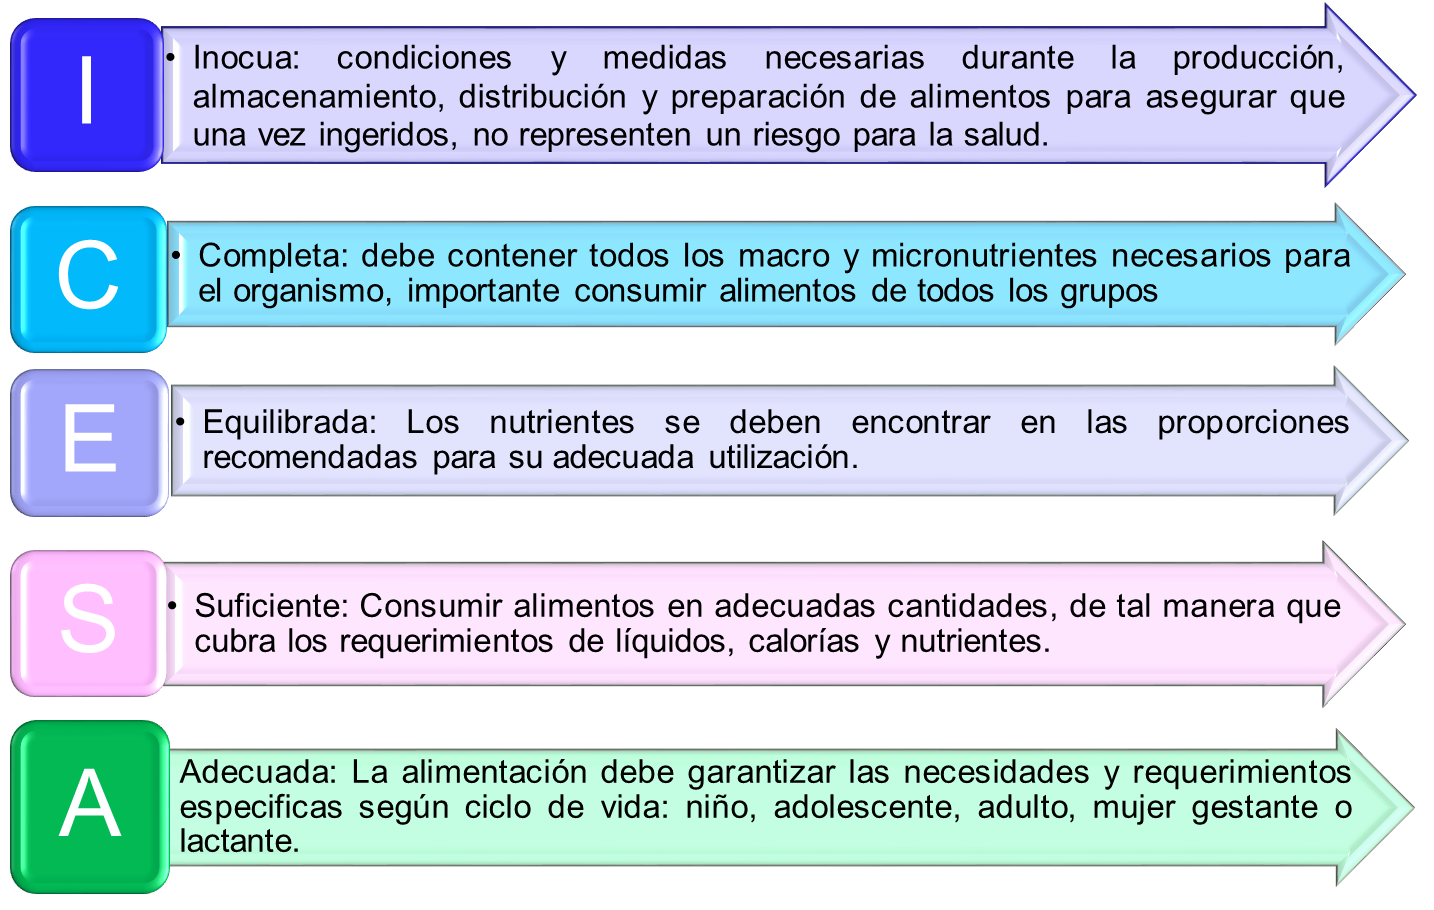 I
• Inocua: condiciones y medidas necesarias durante la producción,
almacenamiento, distribución y preparación de alimentos para asegurar que
una vez ingeridos, no representen un riesgo para la salud.
C
• Completa: debe contener todos los macro y micronutrientes necesarios para
el organismo, importante consumir alimentos de todos los grupos
E
• Equilibrada: Los nutrientes se deben encontrar en las proporciones
recomendadas para su adecuada utilización.
S
• Suficiente: Consumir alimentos en adecuadas cantidades, de tal manera que
cubra los requerimientos de líquidos, calorías y nutrientes.
A
Adecuada: La alimentación debe garantizar las necesidades y requerimientos
especificas según ciclo de vida: niño, adolescente, adulto, mujer gestante o
lactante.